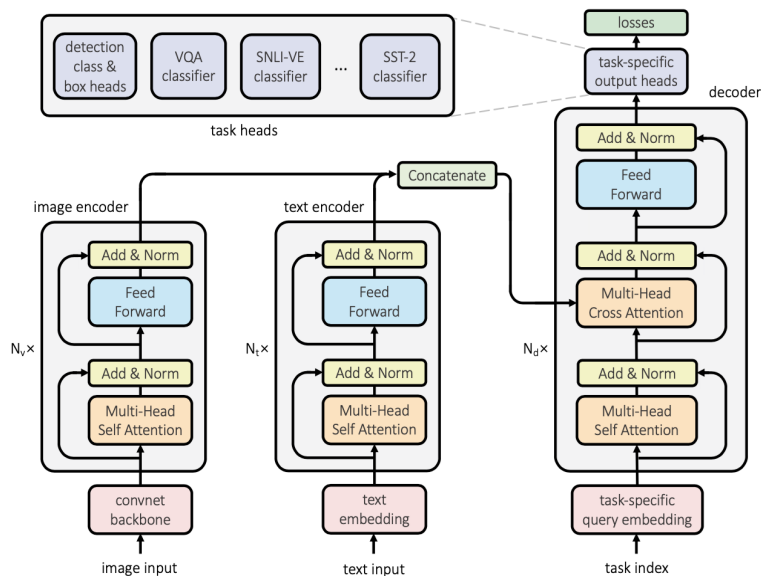 losses
detection
class &
box heads
VQA
classifier
SNLI-VE
classifier
...
SST-2
classifier
task heads
task-specific
output heads
decoder
Concatenate
image encoder
Add & Norm
Feed
Forward
Add & Norm
Multi-Head
Self Attention
Nv×
convnet
backbone
image input
text encoder
Add & Norm
Feed
Forward
Add & Norm
Multi-Head
Self Attention
Nt×
text
embedding
text input
Add & Norm
Feed
Forward
Add & Norm
Multi-Head
Cross Attention
Add & Norm
Multi-Head
Self Attention
Nd×
task-specific
query embedding
task index